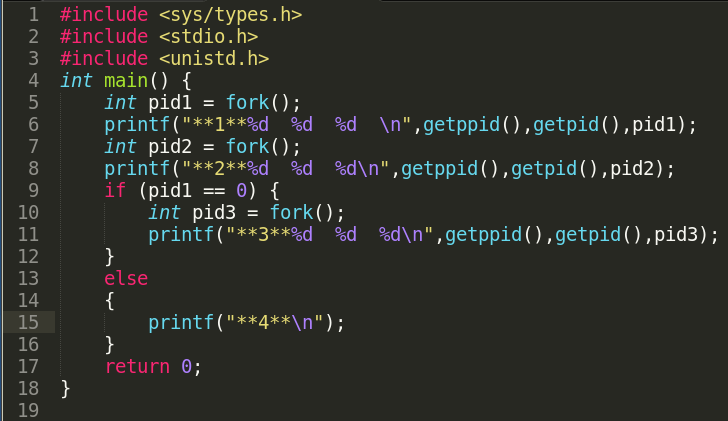 1 #include <sys/types.h>
2 #include <stdio.h>
3 #include <unistd.h>
4 int main() {
5     int pid1 = fork();
6     printf("**1**%d  %d  %d  \n",getppid(),getpid(),pid1);
7     int pid2 = fork();
8     printf("**2**%d  %d  %d\n",getppid(),getpid(),pid2);
9     if (pid1 == 0) {
10         int pid3 = fork();
11         printf("**3**%d  %d  %d\n",getppid(),getpid(),pid3);
12     }
13     else
14     {
15         printf("**4**\n");
16     }
17     return 0;
18 }
19